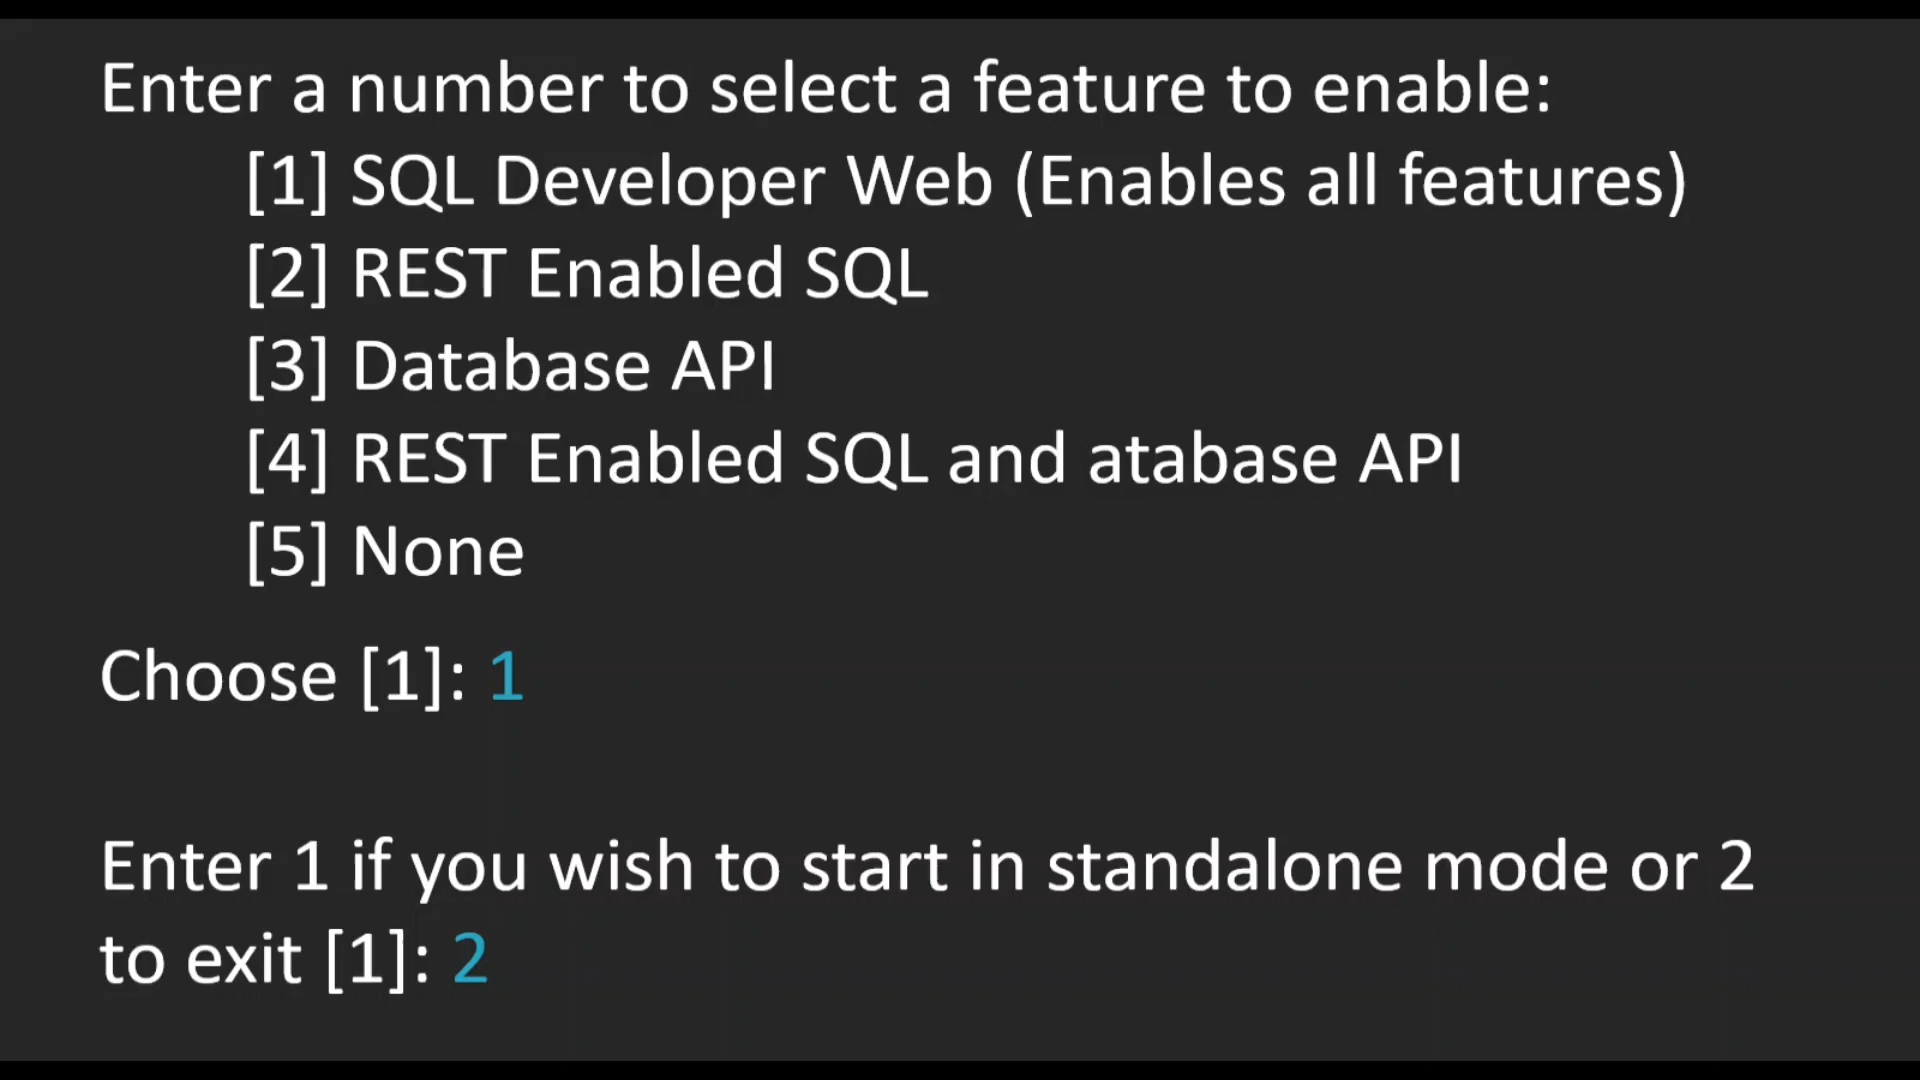 Enter a number to select a feature to enable:
[1] SQL Developer Web (Enables all features)
[2] REST Enabled SQL
[3] Database API
[4] REST Enabled SQL and atabase API
[5] None
Choose [1]: 1
Enter 1 if you wish to start in standalone mode or 2
to exit [1]: 2